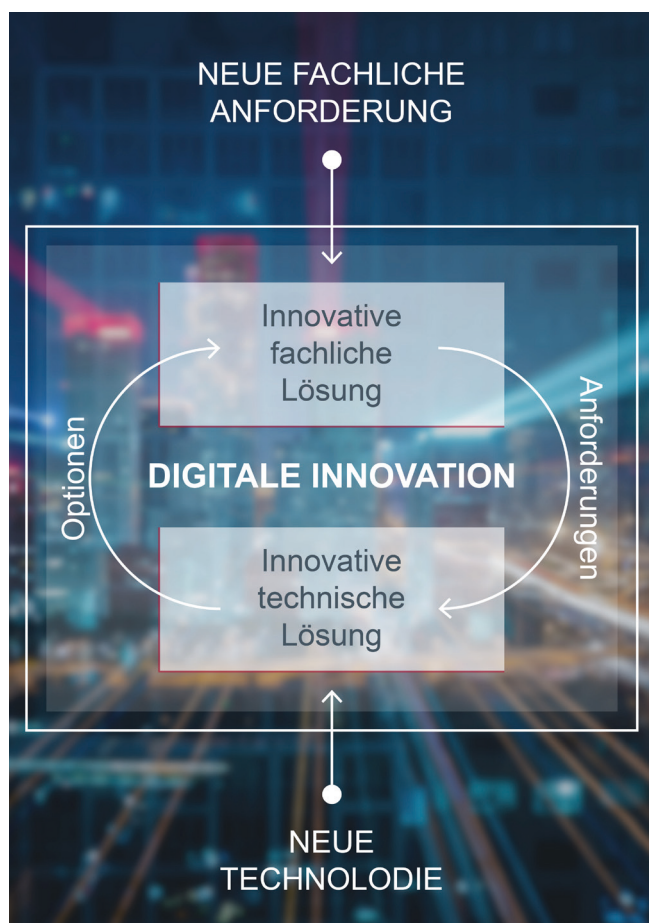 NEUE FACHLICHE
ANFORDERUNG
Innovative
fachliche
Lösung
Optionen
Anforderungen
DIGITALE INNOVATION
Innovative
technische
Lösung
NEUE
TECHNOLODIE